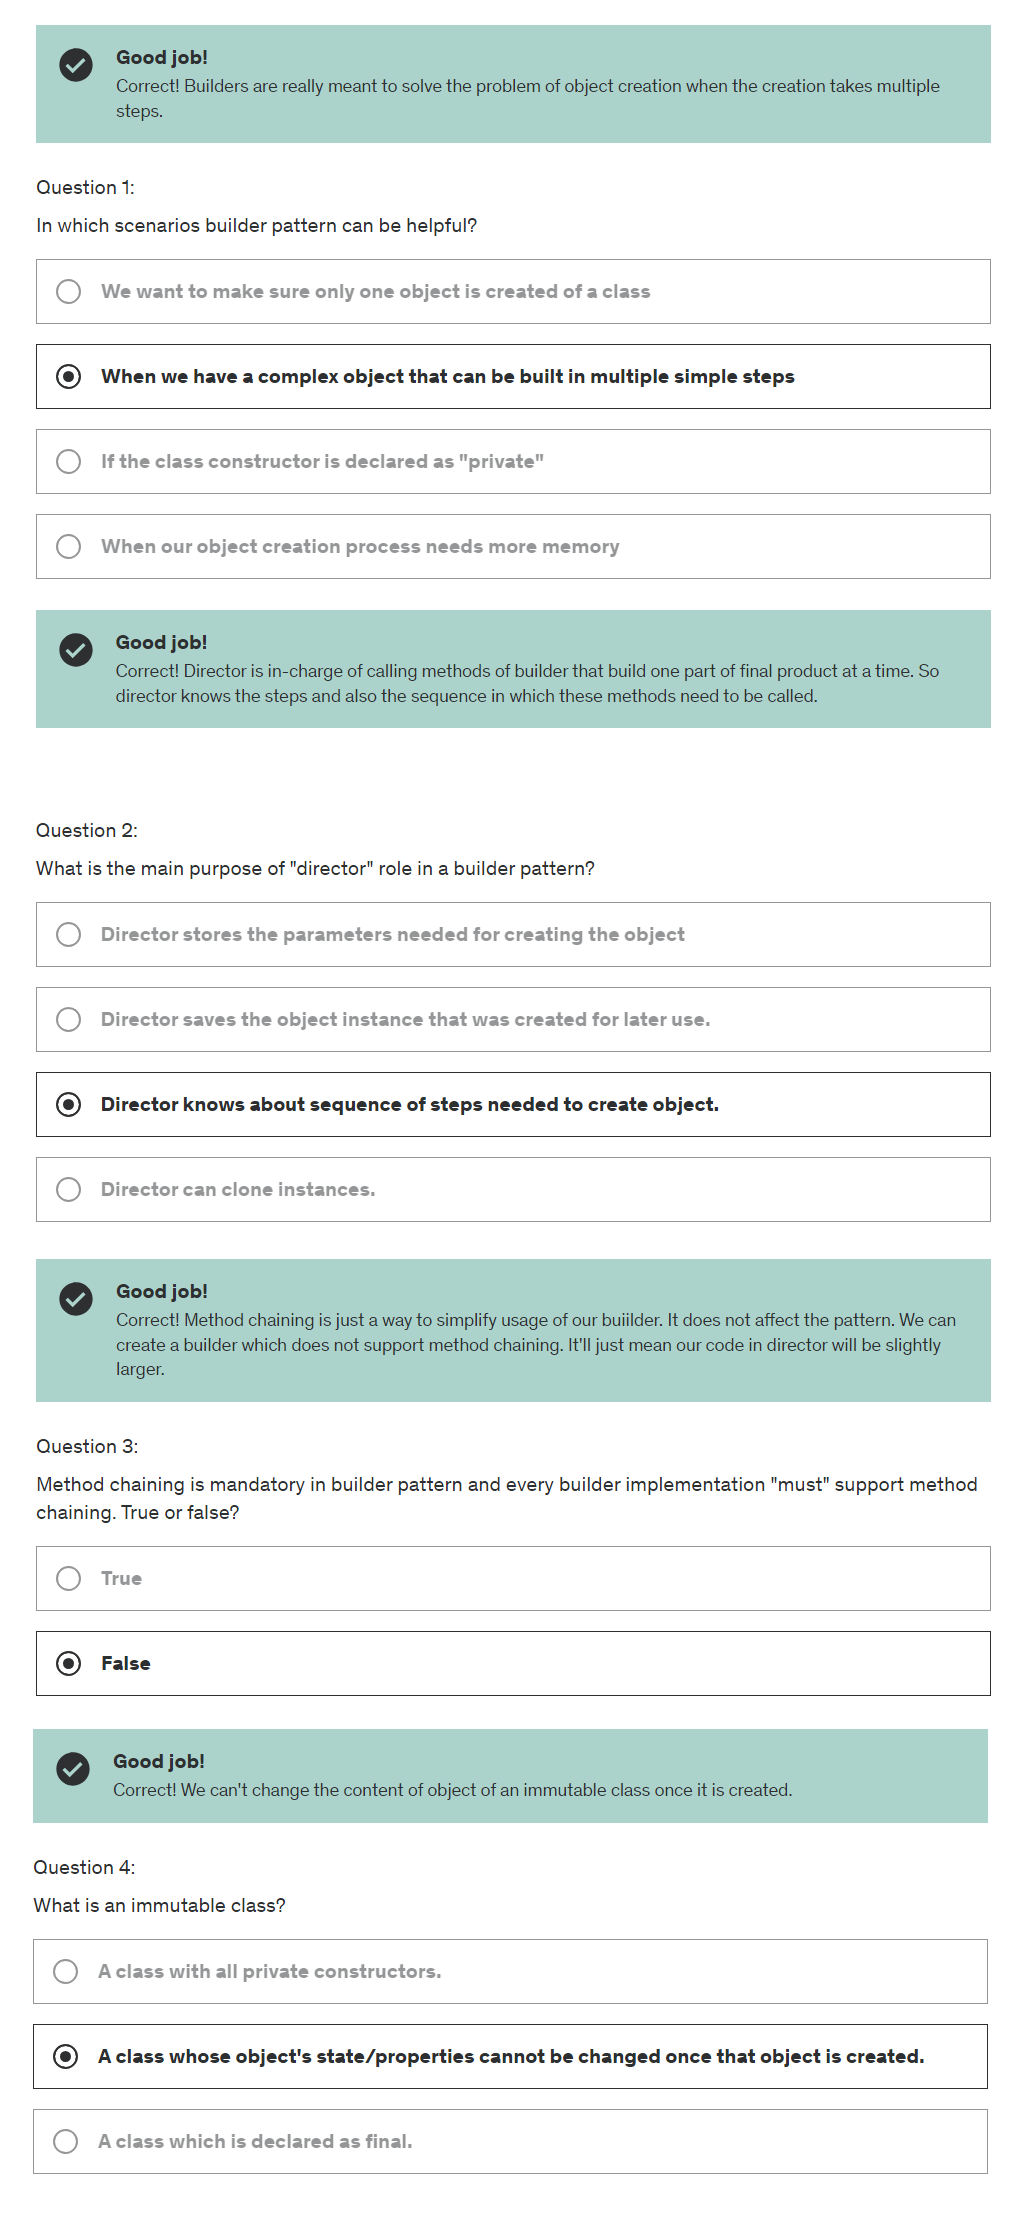 Good job!
Correct! Builders are really meant to solve the problem of object creation when the creation takes multiple
steps.
Question 1:
In which scenarios builder pattern can be helpful?
We want to make sure only one object is created of a class
When we have a complex object that can be built in multiple simple steps
If the class constructor is declared as "private"
When our object creation process needs more memory
Good job!
Correct! Director is in-charge of calling methods of builder that build one part of final product at a time. So
director knows the steps and also the sequence in which these methods need to be called.
Question 2:
What is the main purpose of "director" role in a builder pattern?
Director stores the parameters needed for creating the object
Director saves the object instance that was created for later use.
Director knows about sequence of steps needed to create object.
Director can clone instances.
Good job!
Correct! Method chaining is just a way to simplify usage of our buiilder. It does not affect the pattern. We can
create a builder which does not support method chaining. It'll just mean our code in director will be slightly
larger.
Question 3:
Method chaining is mandatory in builder pattern and every builder implementation "must" support method
chaining. True or false?
True
False
Good job!
Correct! We can't change the content of object of an immutable class once it is created.
Question 4:
What is an immutable class?
A class with all private constructors.
A class whose object's state/properties cannot be changed once that object is created.
A class which is declared as final.